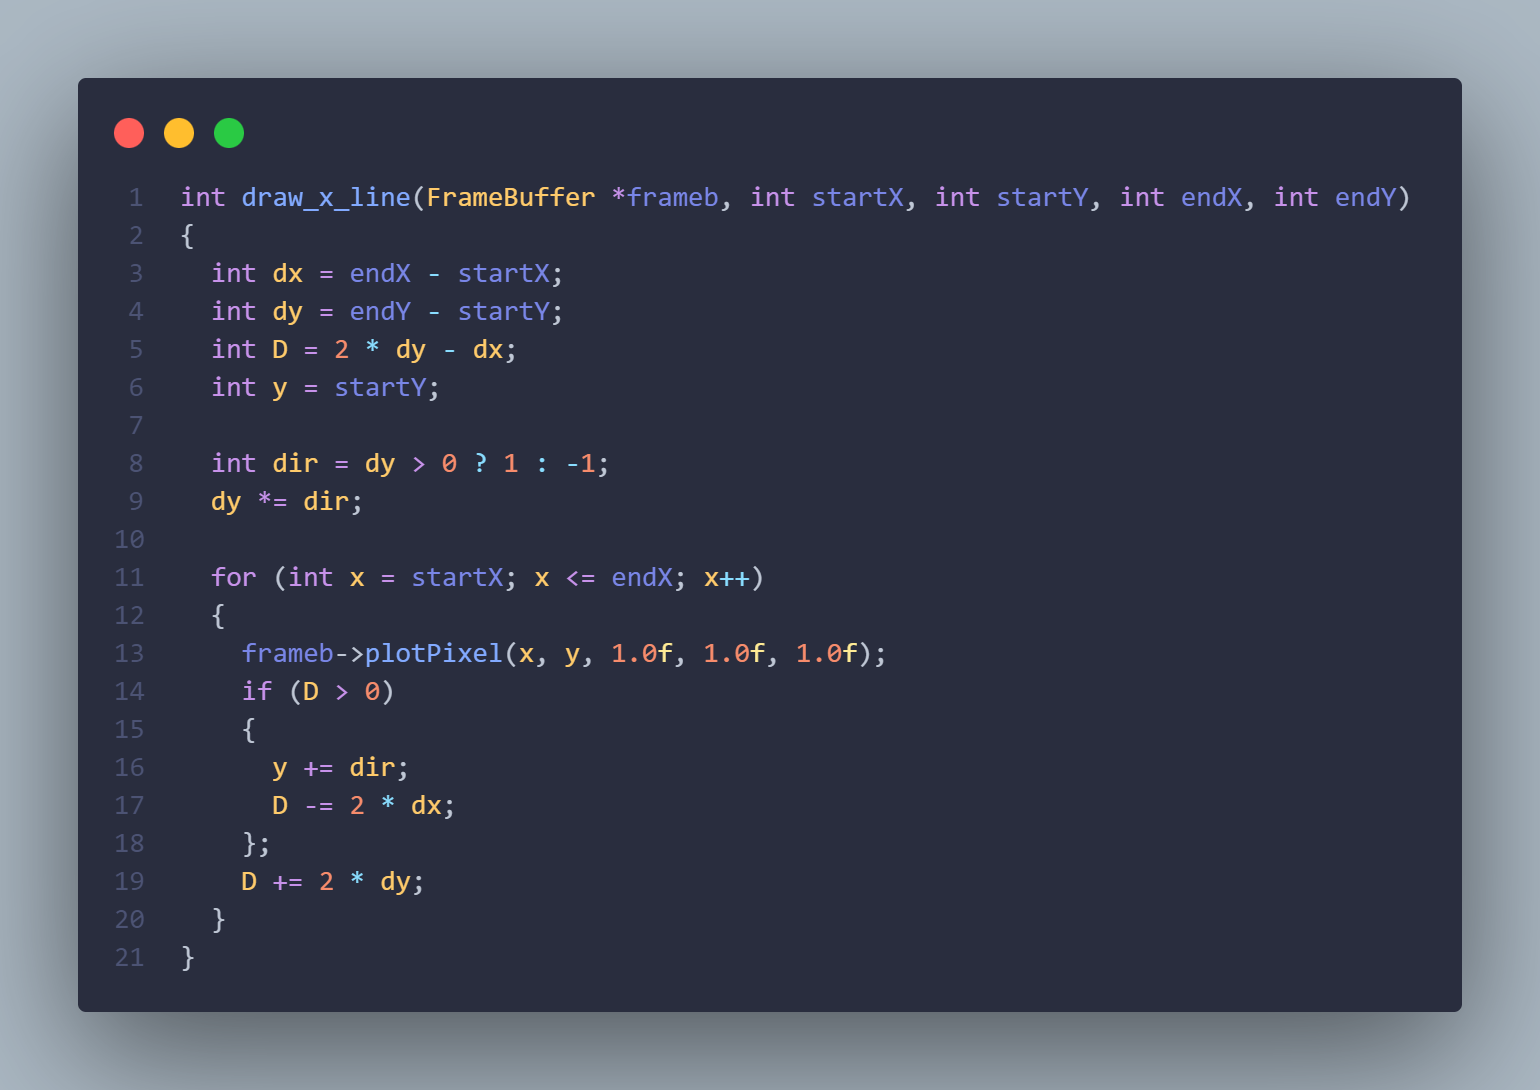 1 int draw_x_line(FrameBuffer *frameb, int startX, int startY, int endX, int endY)
2 {
3   int dx = endX - startX;
4   int dy = endY - startY;
5   int D = 2 * dy - dx;
6   int y = startY;
7
8   int dir = dy > 0 ? 1 : -1;
9   dy *= dir;
10
11   for (int x = startX; x <= endX; x++)
12   {
13     frameb->plotPixel(x, y, 1.0f, 1.0f, 1.0f);
14     if (D > 0)
15     {
16       y += dir;
17       D -= 2 * dx;
18     };
19     D += 2 * dy;
20   }
21 }